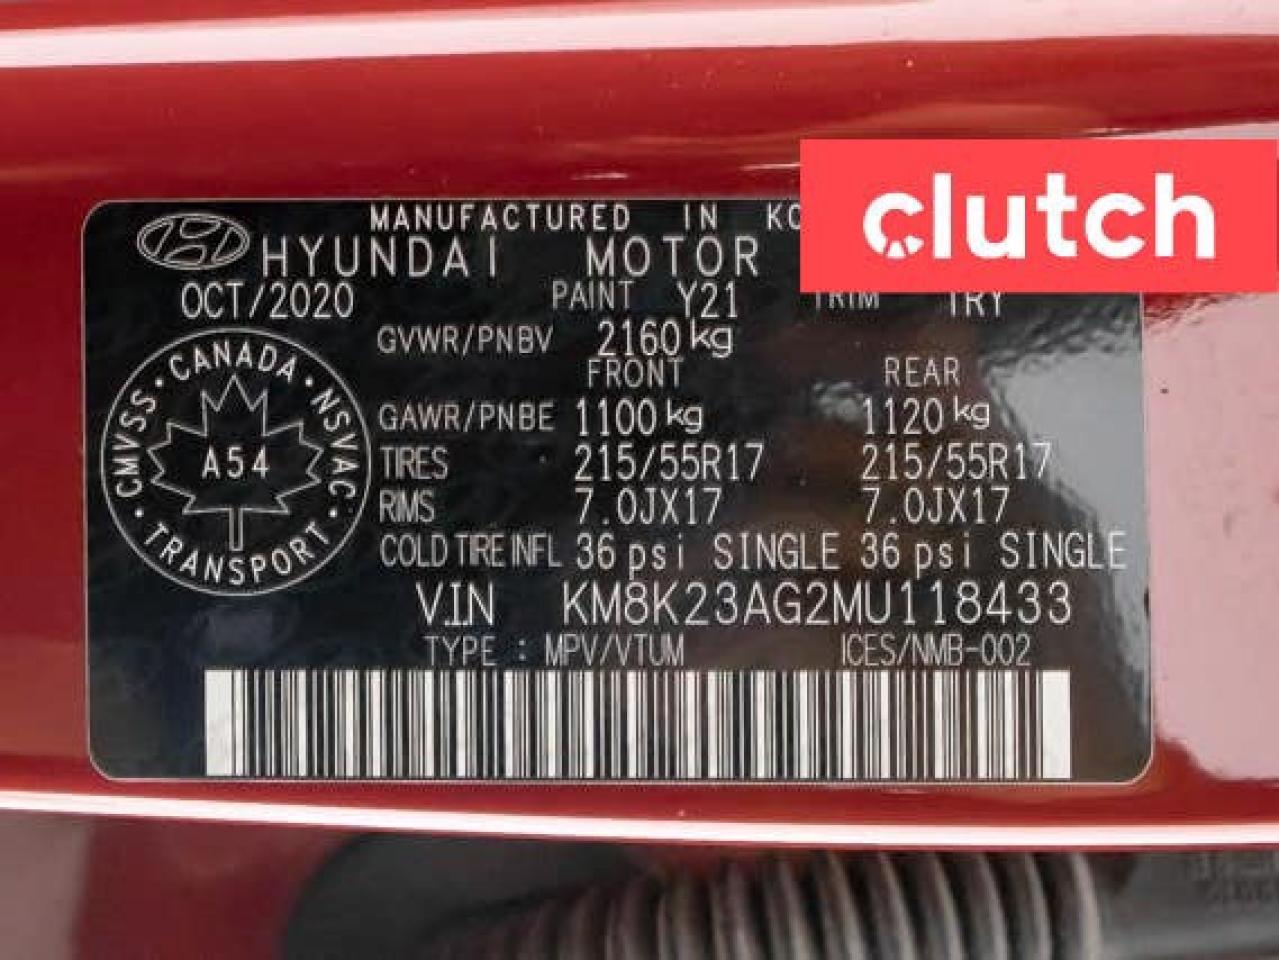 MANUFACTURED IN
clutch
HYUNDAI MOTOR
OCT/2020 PAINT Y21 TRIM TRY
GVWR/PNBV 2160 kg
FRONT REAR
GAWR/PNBE 1100 kg 1120 kg
TIRES 215/55R17 215/55R17
RIMS 7.0JX17 7.0JX17
COLD TIRE INFL 36 psi SINGLE 36 psi SINGLE
V.I.N KM8K23AG2MU118433
TYPE : MPV/VTUM ICES/NMB-002
CANADA · NSVAC · TRANSPORT · CMVSS ·
A54